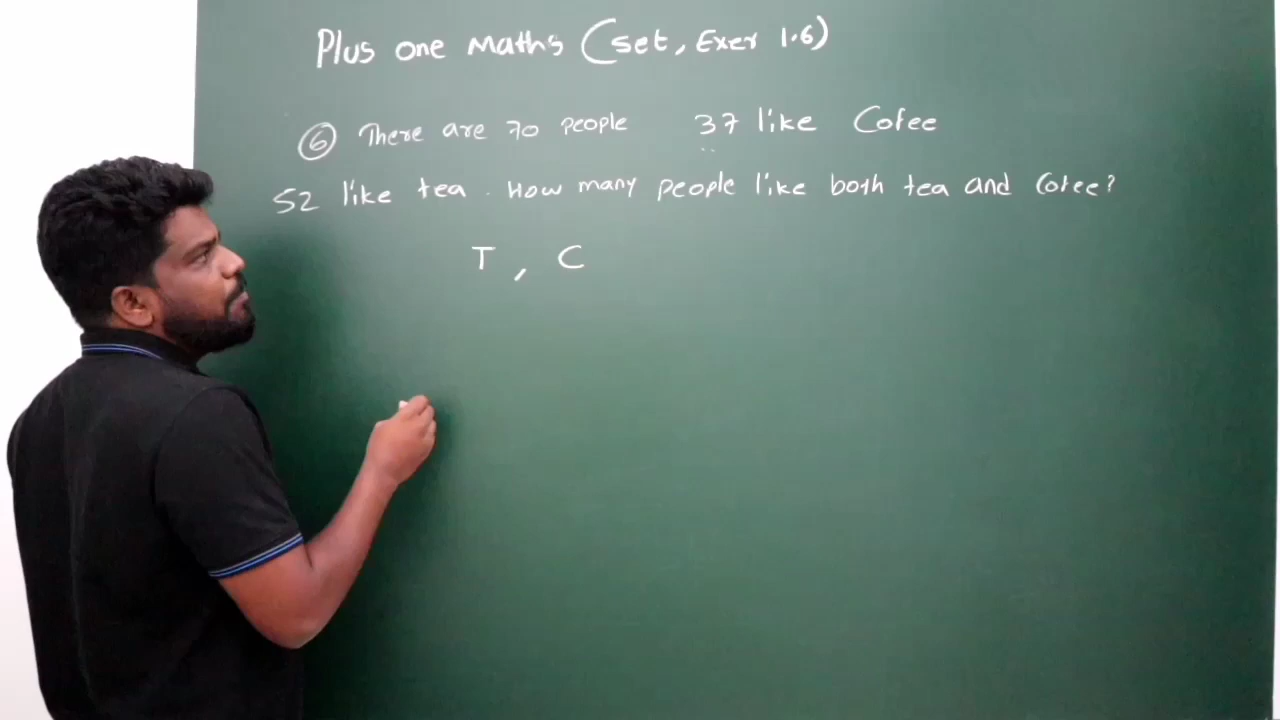 Plus one Maths (set, Exer 1.6)
6 There are 70 people 37 like Cofee
52 like tea. How many people like both tea and Cofee?
T, C